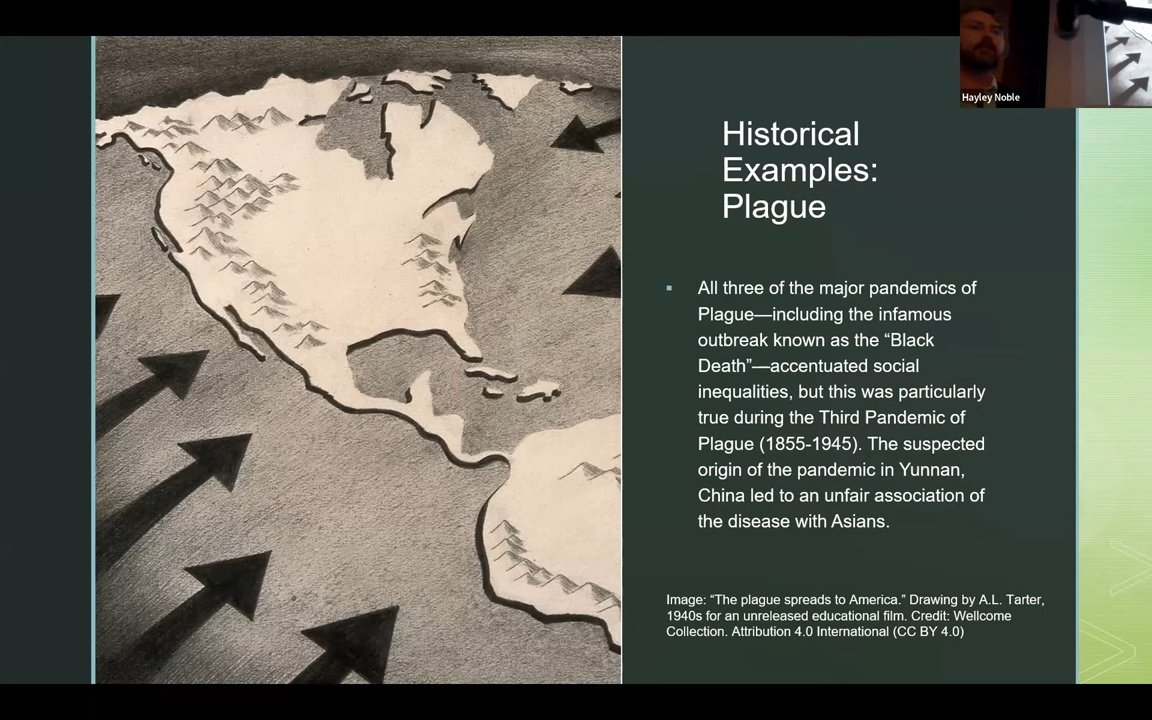 Hayley Noble
Historical
Examples:
Plague
All three of the major pandemics of
Plague—including the infamous
outbreak known as the “Black
Death”—accentuated social
inequalities, but this was particularly
true during the Third Pandemic of
Plague (1855-1945). The suspected
origin of the pandemic in Yunnan,
China led to an unfair association of
the disease with Asians.
Image: “The plague spreads to America.” Drawing by A.L. Tarter,
1940s for an unreleased educational film. Credit: Wellcome
Collection. Attribution 4.0 International (CC BY 4.0)